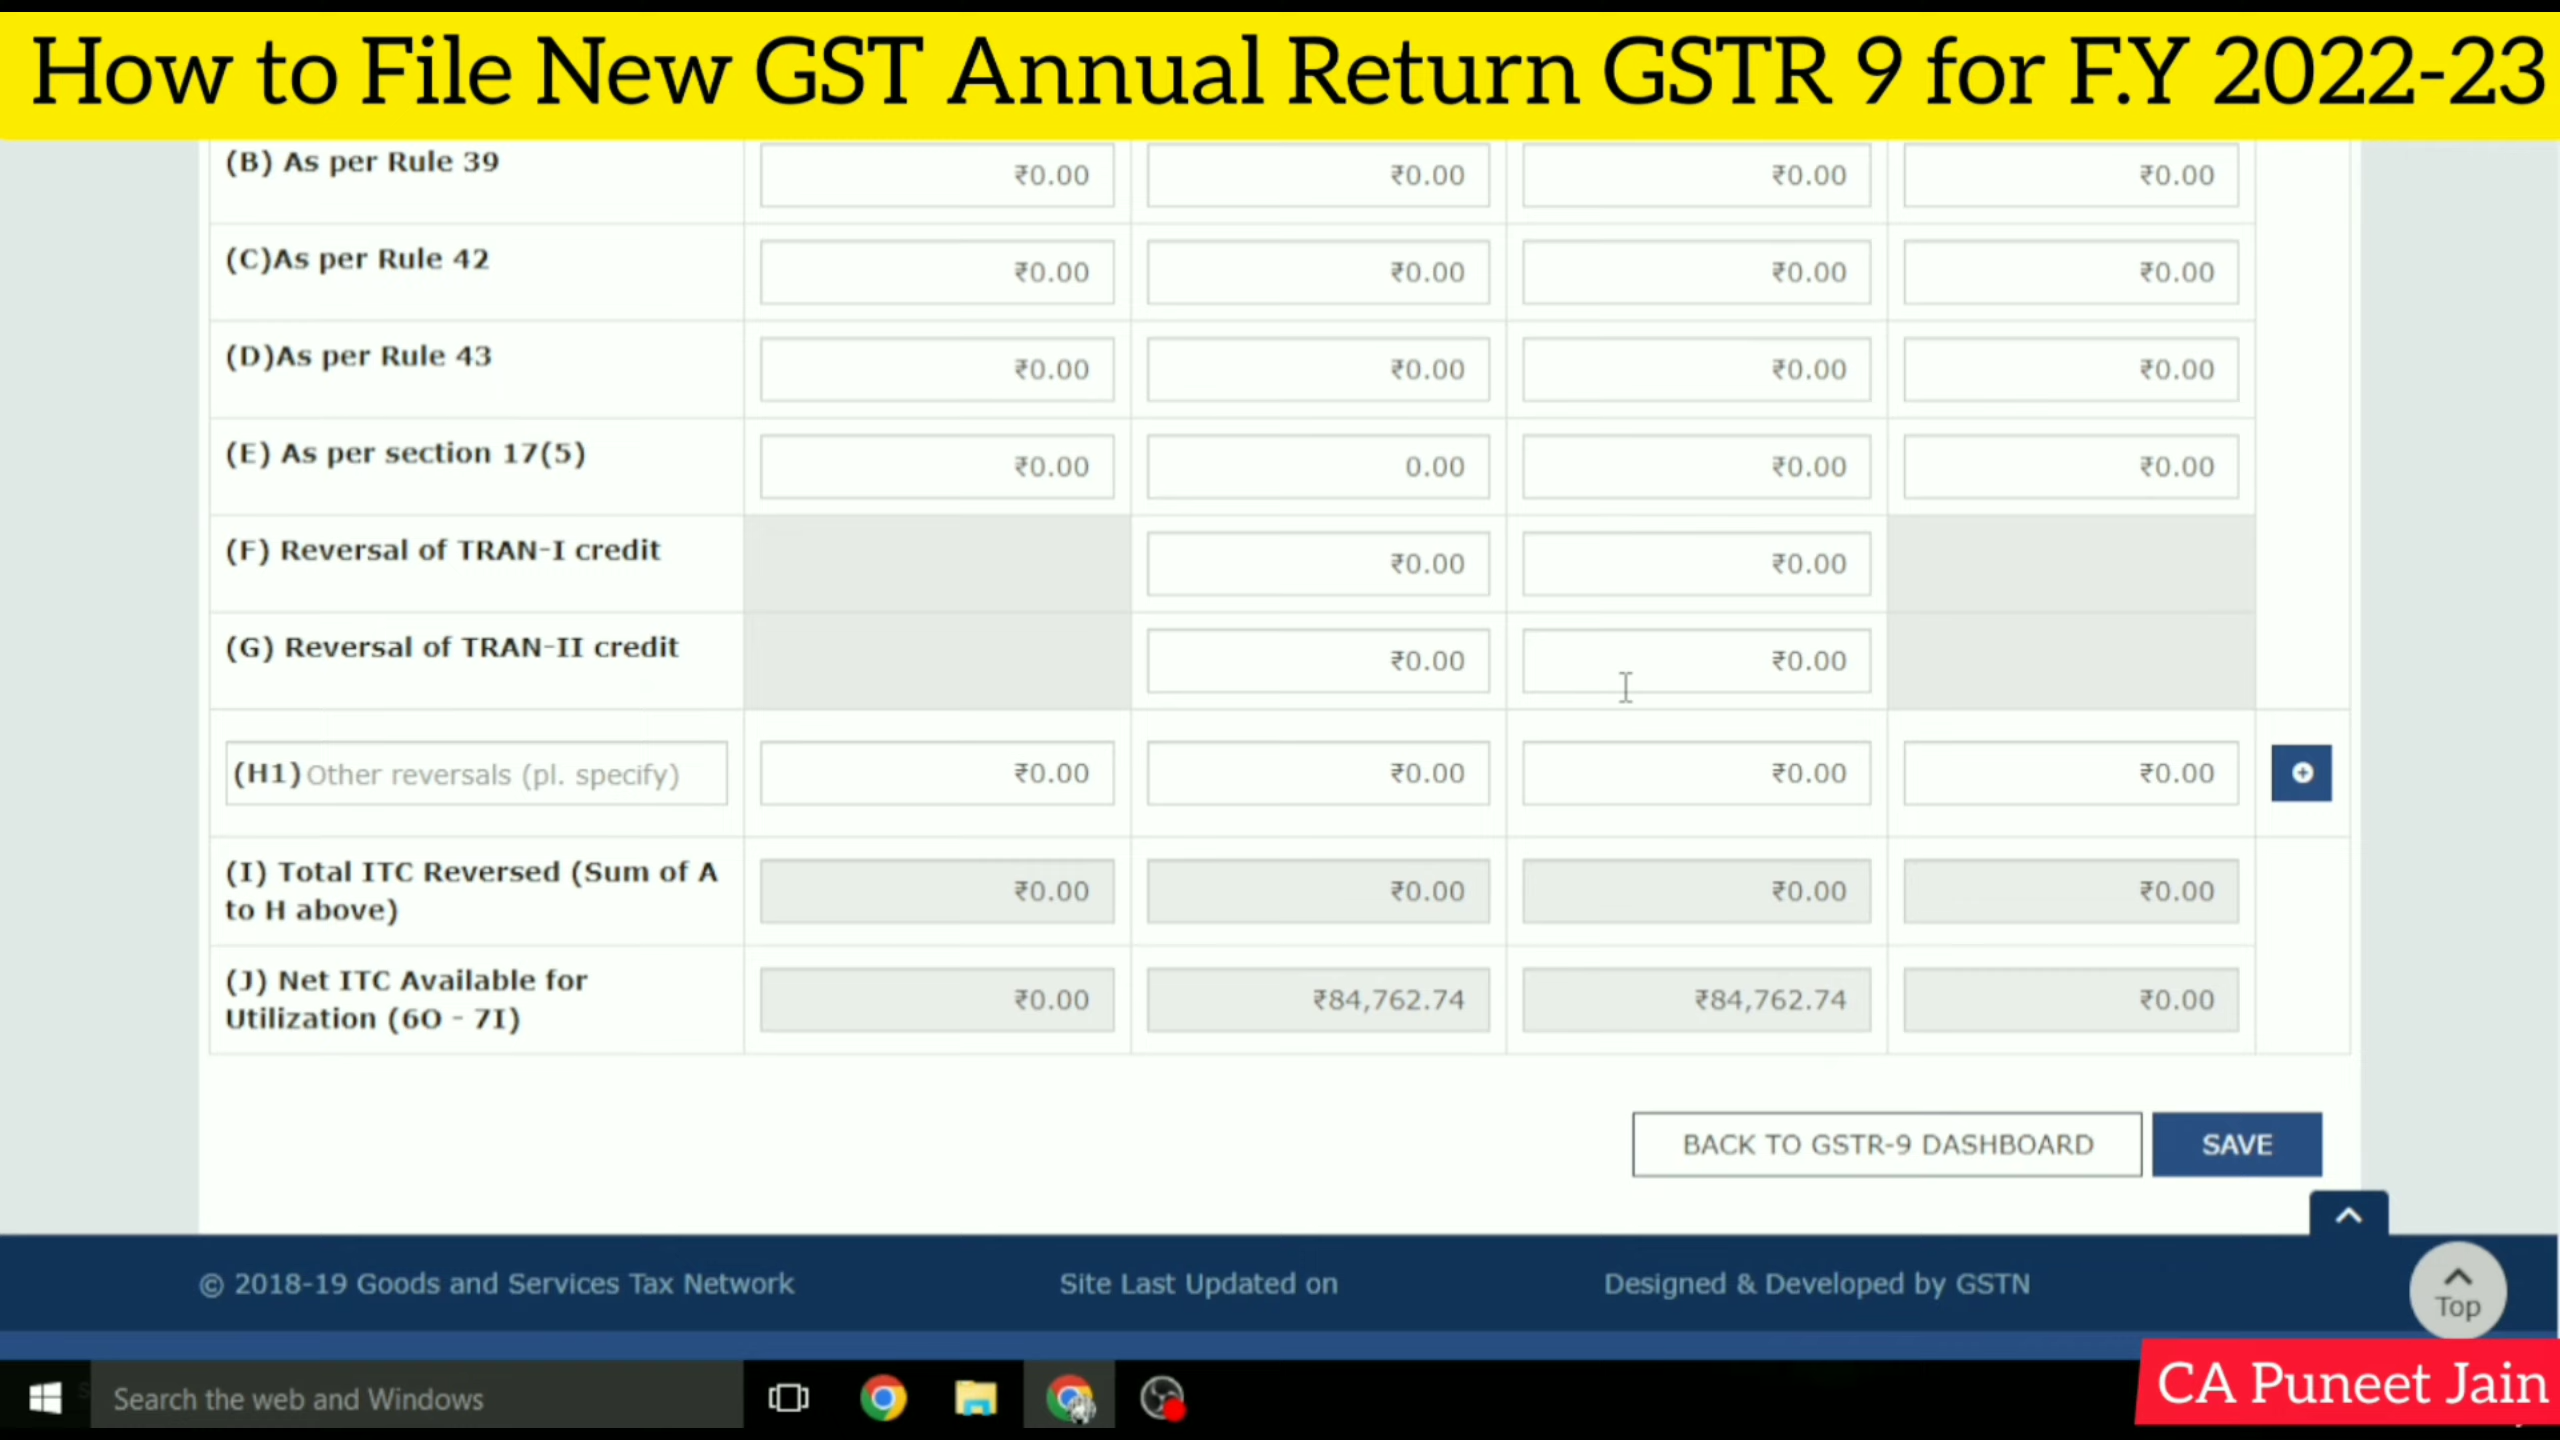 How to File New GST Annual Return GSTR 9 for F.Y 2022-23
(B) As per Rule 39 ₹0.00 ₹0.00 ₹0.00 ₹0.00
(C)As per Rule 42 ₹0.00 ₹0.00 ₹0.00 ₹0.00
(D)As per Rule 43 ₹0.00 ₹0.00 ₹0.00 ₹0.00
(E) As per section 17(5) ₹0.00 0.00 ₹0.00 ₹0.00
(F) Reversal of TRAN-I credit ₹0.00 ₹0.00
(G) Reversal of TRAN-II credit ₹0.00 ₹0.00
(H1) Other reversals (pl. specify) ₹0.00 ₹0.00 ₹0.00 ₹0.00
(I) Total ITC Reversed (Sum of A
to H above) ₹0.00 ₹0.00 ₹0.00 ₹0.00
(J) Net ITC Available for
Utilization (6O - 7I) ₹0.00 ₹84,762.74 ₹84,762.74 ₹0.00
BACK TO GSTR-9 DASHBOARD SAVE
© 2018-19 Goods and Services Tax Network Site Last Updated on Designed & Developed by GSTN
Top
CA Puneet Jain
Search the web and Windows